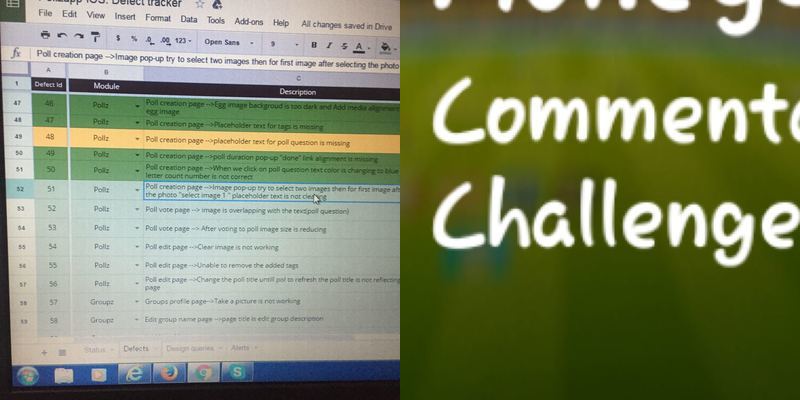 iOS: Defect tracker
File Edit View Insert Format Data Tools Add-ons Help All changes saved in Drive
$ % .0 .00 123 Open Sans 9 B I S A
fx Poll creation page -->Image pop-up try to select two images then for first image after selecting the photo
A B C
1 Defect Id Module Description
47 46 Pollz Poll creation page -->Egg image backgroud is too dark and Add media alignment
egg image
48 47 Pollz Poll creation page -->Placeholder text for tags is missing
49 48 Pollz Poll creation page -->placeholder text for poll question is missing
50 49 Pollz Poll creation page -->poll duration pop-up "done" link alignment is missing
51 50 Pollz Poll creation page -->When we click on poll question text color is changing to blue
letter count number is not correct
52 51 Pollz Poll creation page -->Image pop-up try to select two images then for first image aft
the photo "select image 1 " placeholder text is not clearing
53 52 Pollz Poll vote page --> image is overlapping with the text(poll question)
54 53 Pollz Poll vote page --> After voting to poll image size is reducing
55 54 Pollz Poll edit page -->Clear image is not working
56 55 Pollz Poll edit page -->Unable to remove the added tags
57 56 Pollz Poll edit page -->Change the poll title untill pol to refresh the poll title is not reflecting
page
58 57 Groupz Groups profile page-->Take a picture is not working
59 58 Groupz Edit group name page -->page title is edit group description
Status Defects Design queries Alerts
Commenta
Challenge